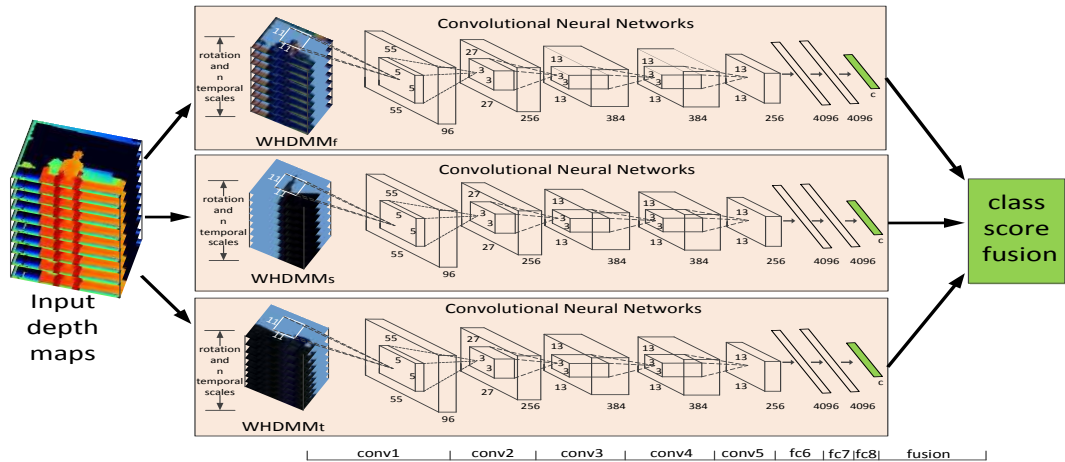 Input
depth
maps
Convolutional Neural Networks
rotation
and
n
temporal
scales
11
11
WHDMMf
55
5
5
55
96
27
3
3
27
256
13
3
3
13
384
13
3
3
13
384
13
13
256
4096
4096
c
Convolutional Neural Networks
rotation
and
n
temporal
scales
11
11
WHDMMs
55
5
5
55
96
27
3
3
27
256
13
3
3
13
384
13
3
3
13
384
13
13
256
4096
4096
c
Convolutional Neural Networks
rotation
and
n
temporal
scales
11
11
WHDMMt
55
5
5
55
96
27
3
3
27
256
13
3
3
13
384
13
3
3
13
384
13
13
256
4096
4096
c
class
score
fusion
conv1
conv2
conv3
conv4
conv5
fc6
fc7
fc8
fusion